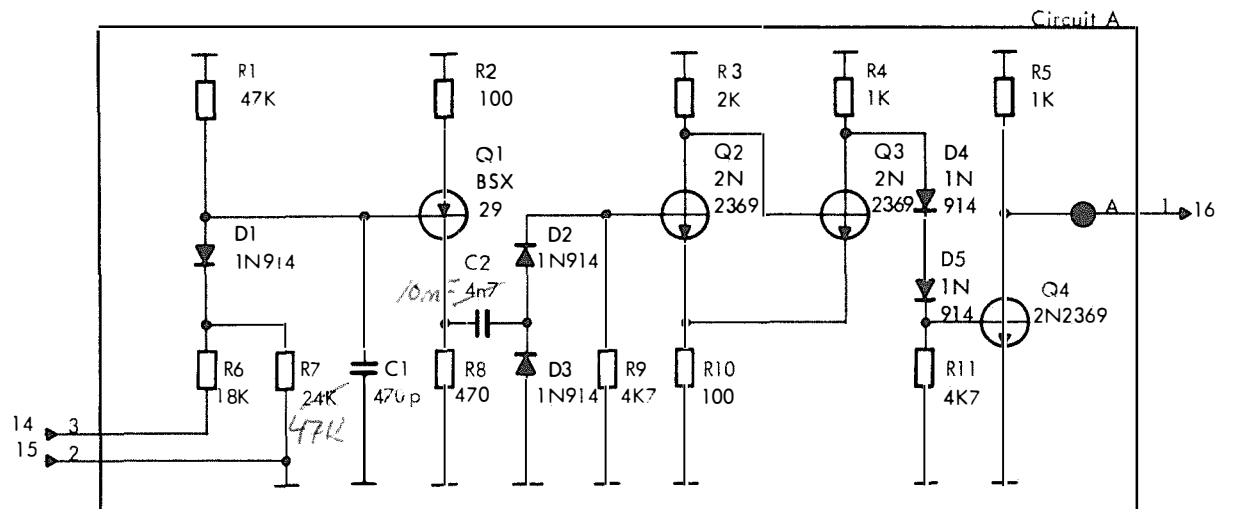 Circuit A
R1
47K
R2
100
R3
2K
R4
1K
R5
1K
Q1
BSX
29
Q2
2N
2369
Q3
2N
2369
D4
1N
914
A
1
16
D1
1N914
D2
1N914
C2
4n7
10nF
D5
1N
914
Q4
2N2369
R6
18K
R7
24K
47K
C1
470p
R8
470
D3
1N914
R9
4K7
R10
100
R11
4K7
14
3
15
2